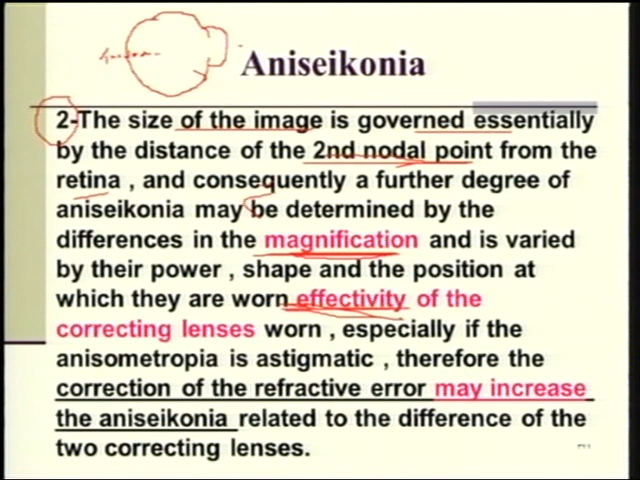 Aniseikonia
2-The size of the image is governed essentially
by the distance of the 2nd nodal point from the
retina , and consequently a further degree of
aniseikonia may be determined by the
differences in the magnification and is varied
by their power , shape and the position at
which they are worn effectivity of the
correcting lenses worn , especially if the
anisometropia is astigmatic , therefore the
correction of the refractive error may increase
the aniseikonia related to the difference of the
two correcting lenses.